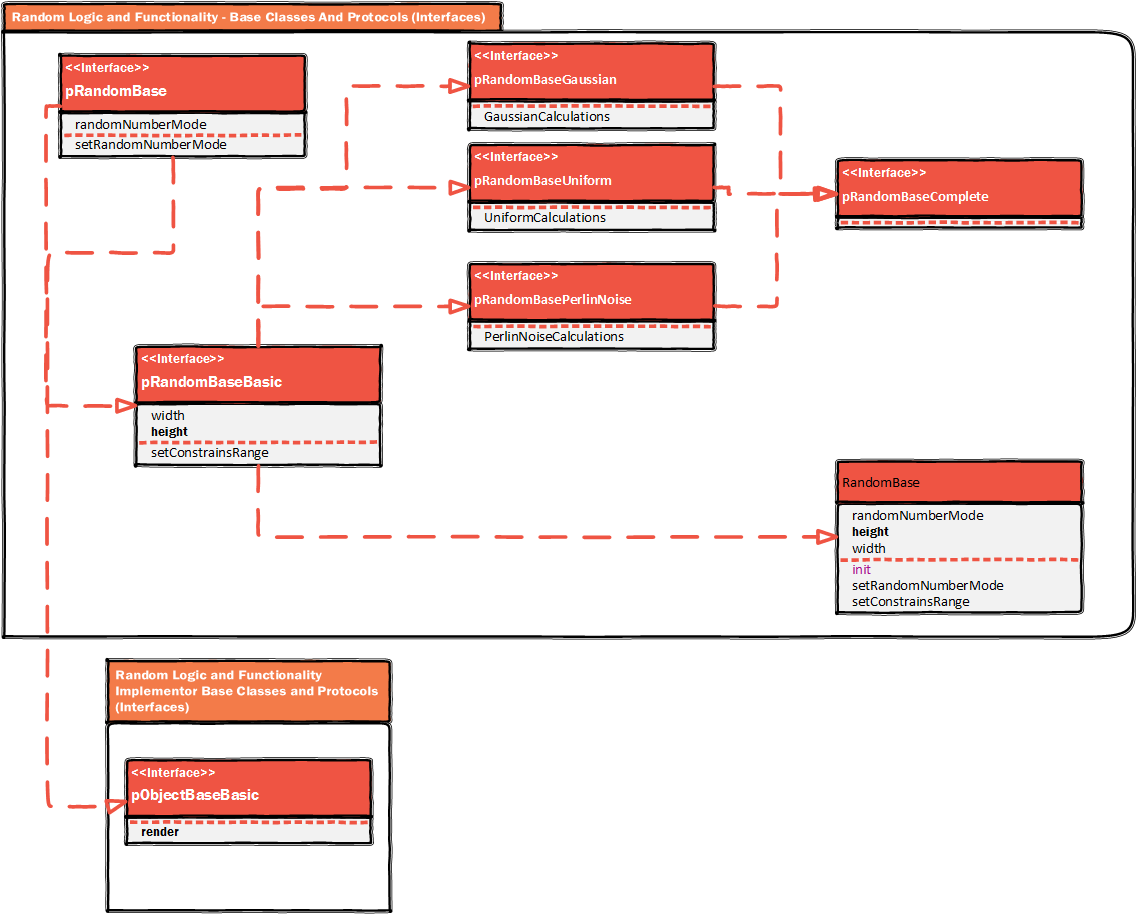 Random Logic and Functionality - Base Classes And Protocols (Interfaces)
<<Interface>>
pRandomBase
randomNumberMode
setRandomNumberMode
<<Interface>>
pRandomBaseGaussian
GaussianCalculations
<<Interface>>
pRandomBaseUniform
UniformCalculations
<<Interface>>
pRandomBaseComplete
<<Interface>>
pRandomBasePerlinNoise
PerlinNoiseCalculations
<<Interface>>
pRandomBaseBasic
width
height
setConstrainsRange
RandomBase
randomNumberMode
height
width
init
setRandomNumberMode
setConstrainsRange
Random Logic and Functionality
Implementor Base Classes and Protocols
(Interfaces)
<<Interface>>
pObjectBaseBasic
render